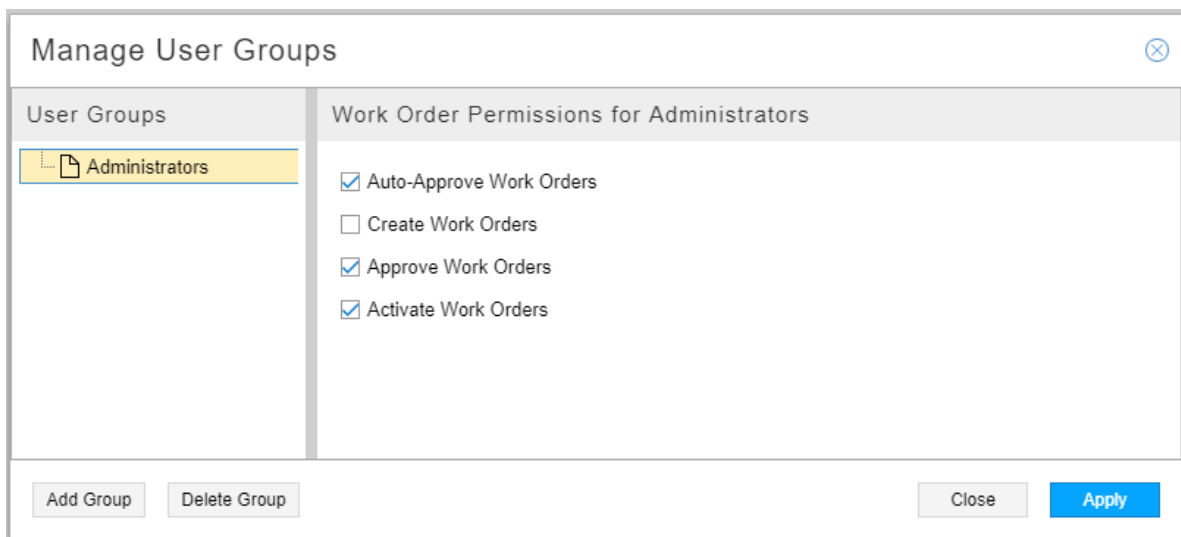 Manage User Groups
User Groups
Work Order Permissions for Administrators
Administrators
Auto-Approve Work Orders
Create Work Orders
Approve Work Orders
Activate Work Orders
Add Group
Delete Group
Close
Apply